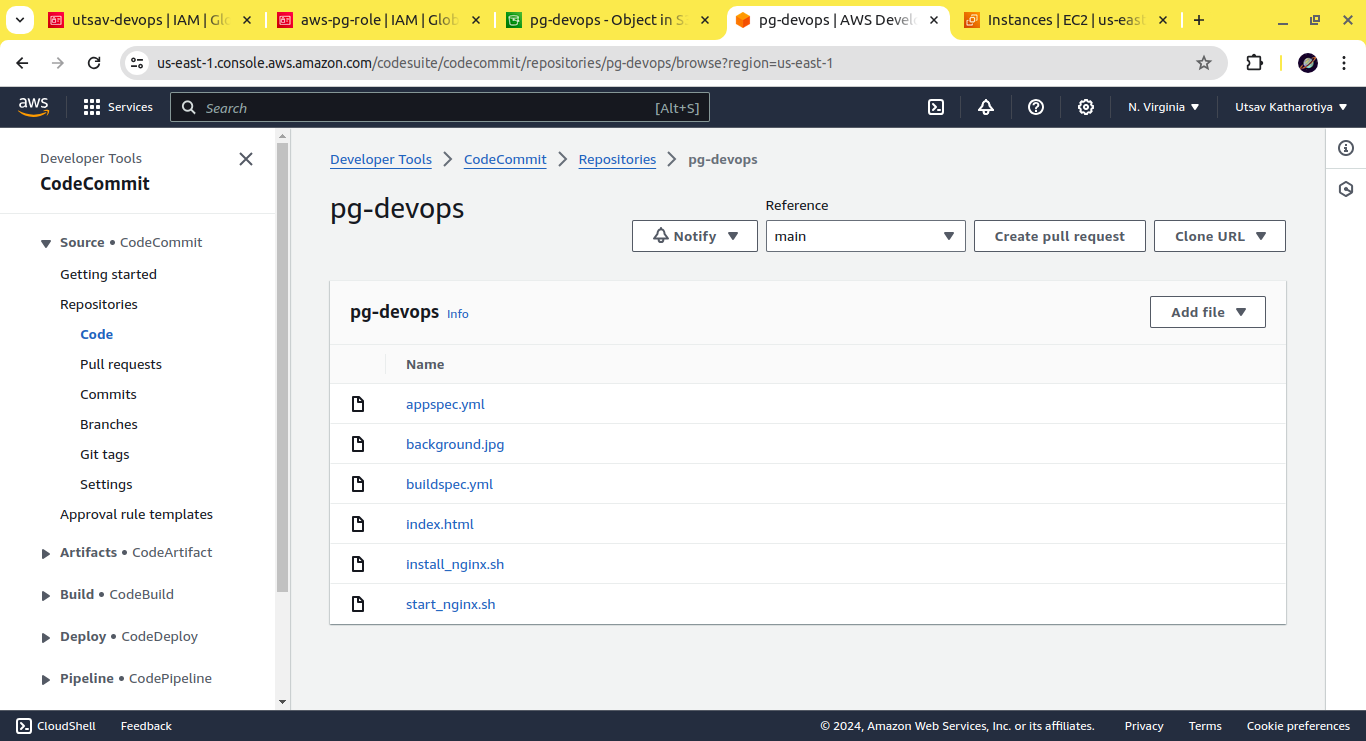 utsav-devops | IAM | Glo
aws-pg-role | IAM | Glob
pg-devops - Object in S3
pg-devops | AWS Develo
Instances | EC2 | us-east
us-east-1.console.aws.amazon.com/codesuite/codecommit/repositories/pg-devops/browse?region=us-east-1
aws
Services
Search
[Alt+S]
N. Virginia
Utsav Katharotiya
Developer Tools
CodeCommit
Source • CodeCommit
Getting started
Repositories
Code
Pull requests
Commits
Branches
Git tags
Settings
Approval rule templates
Artifacts • CodeArtifact
Build • CodeBuild
Deploy • CodeDeploy
Pipeline • CodePipeline
Developer Tools > CodeCommit > Repositories > pg-devops
pg-devops
Reference
Notify
main
Create pull request
Clone URL
pg-devops Info
Add file
Name
appspec.yml
background.jpg
buildspec.yml
index.html
install_nginx.sh
start_nginx.sh
CloudShell
Feedback
© 2024, Amazon Web Services, Inc. or its affiliates.
Privacy
Terms
Cookie preferences